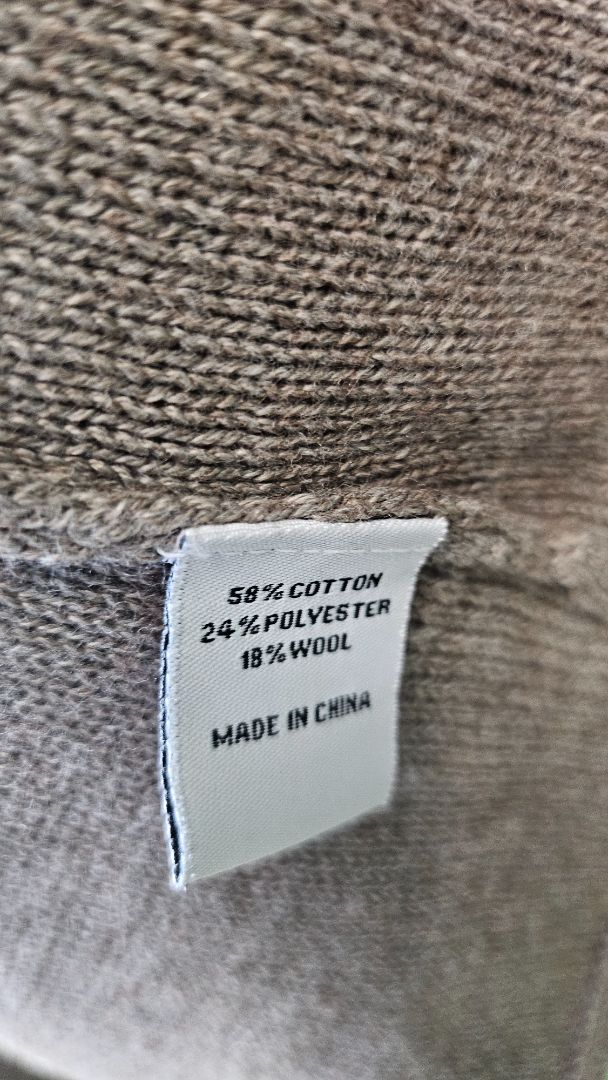 58% COTTON
24% POLYESTER
18% WOOL
MADE IN CHINA